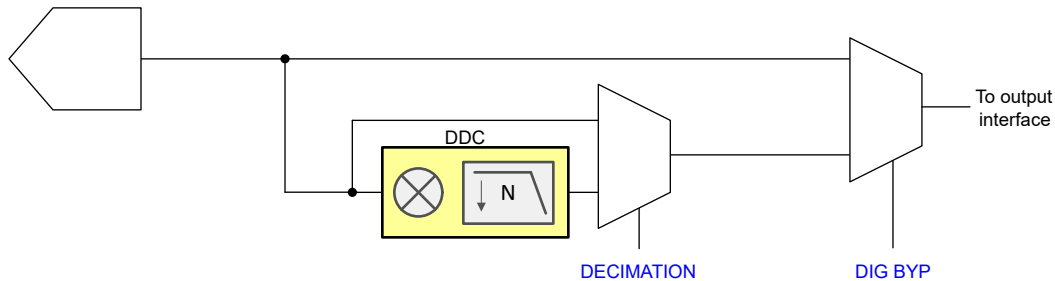 To output
interface
DDC
N
DECIMATION
DIG BYP